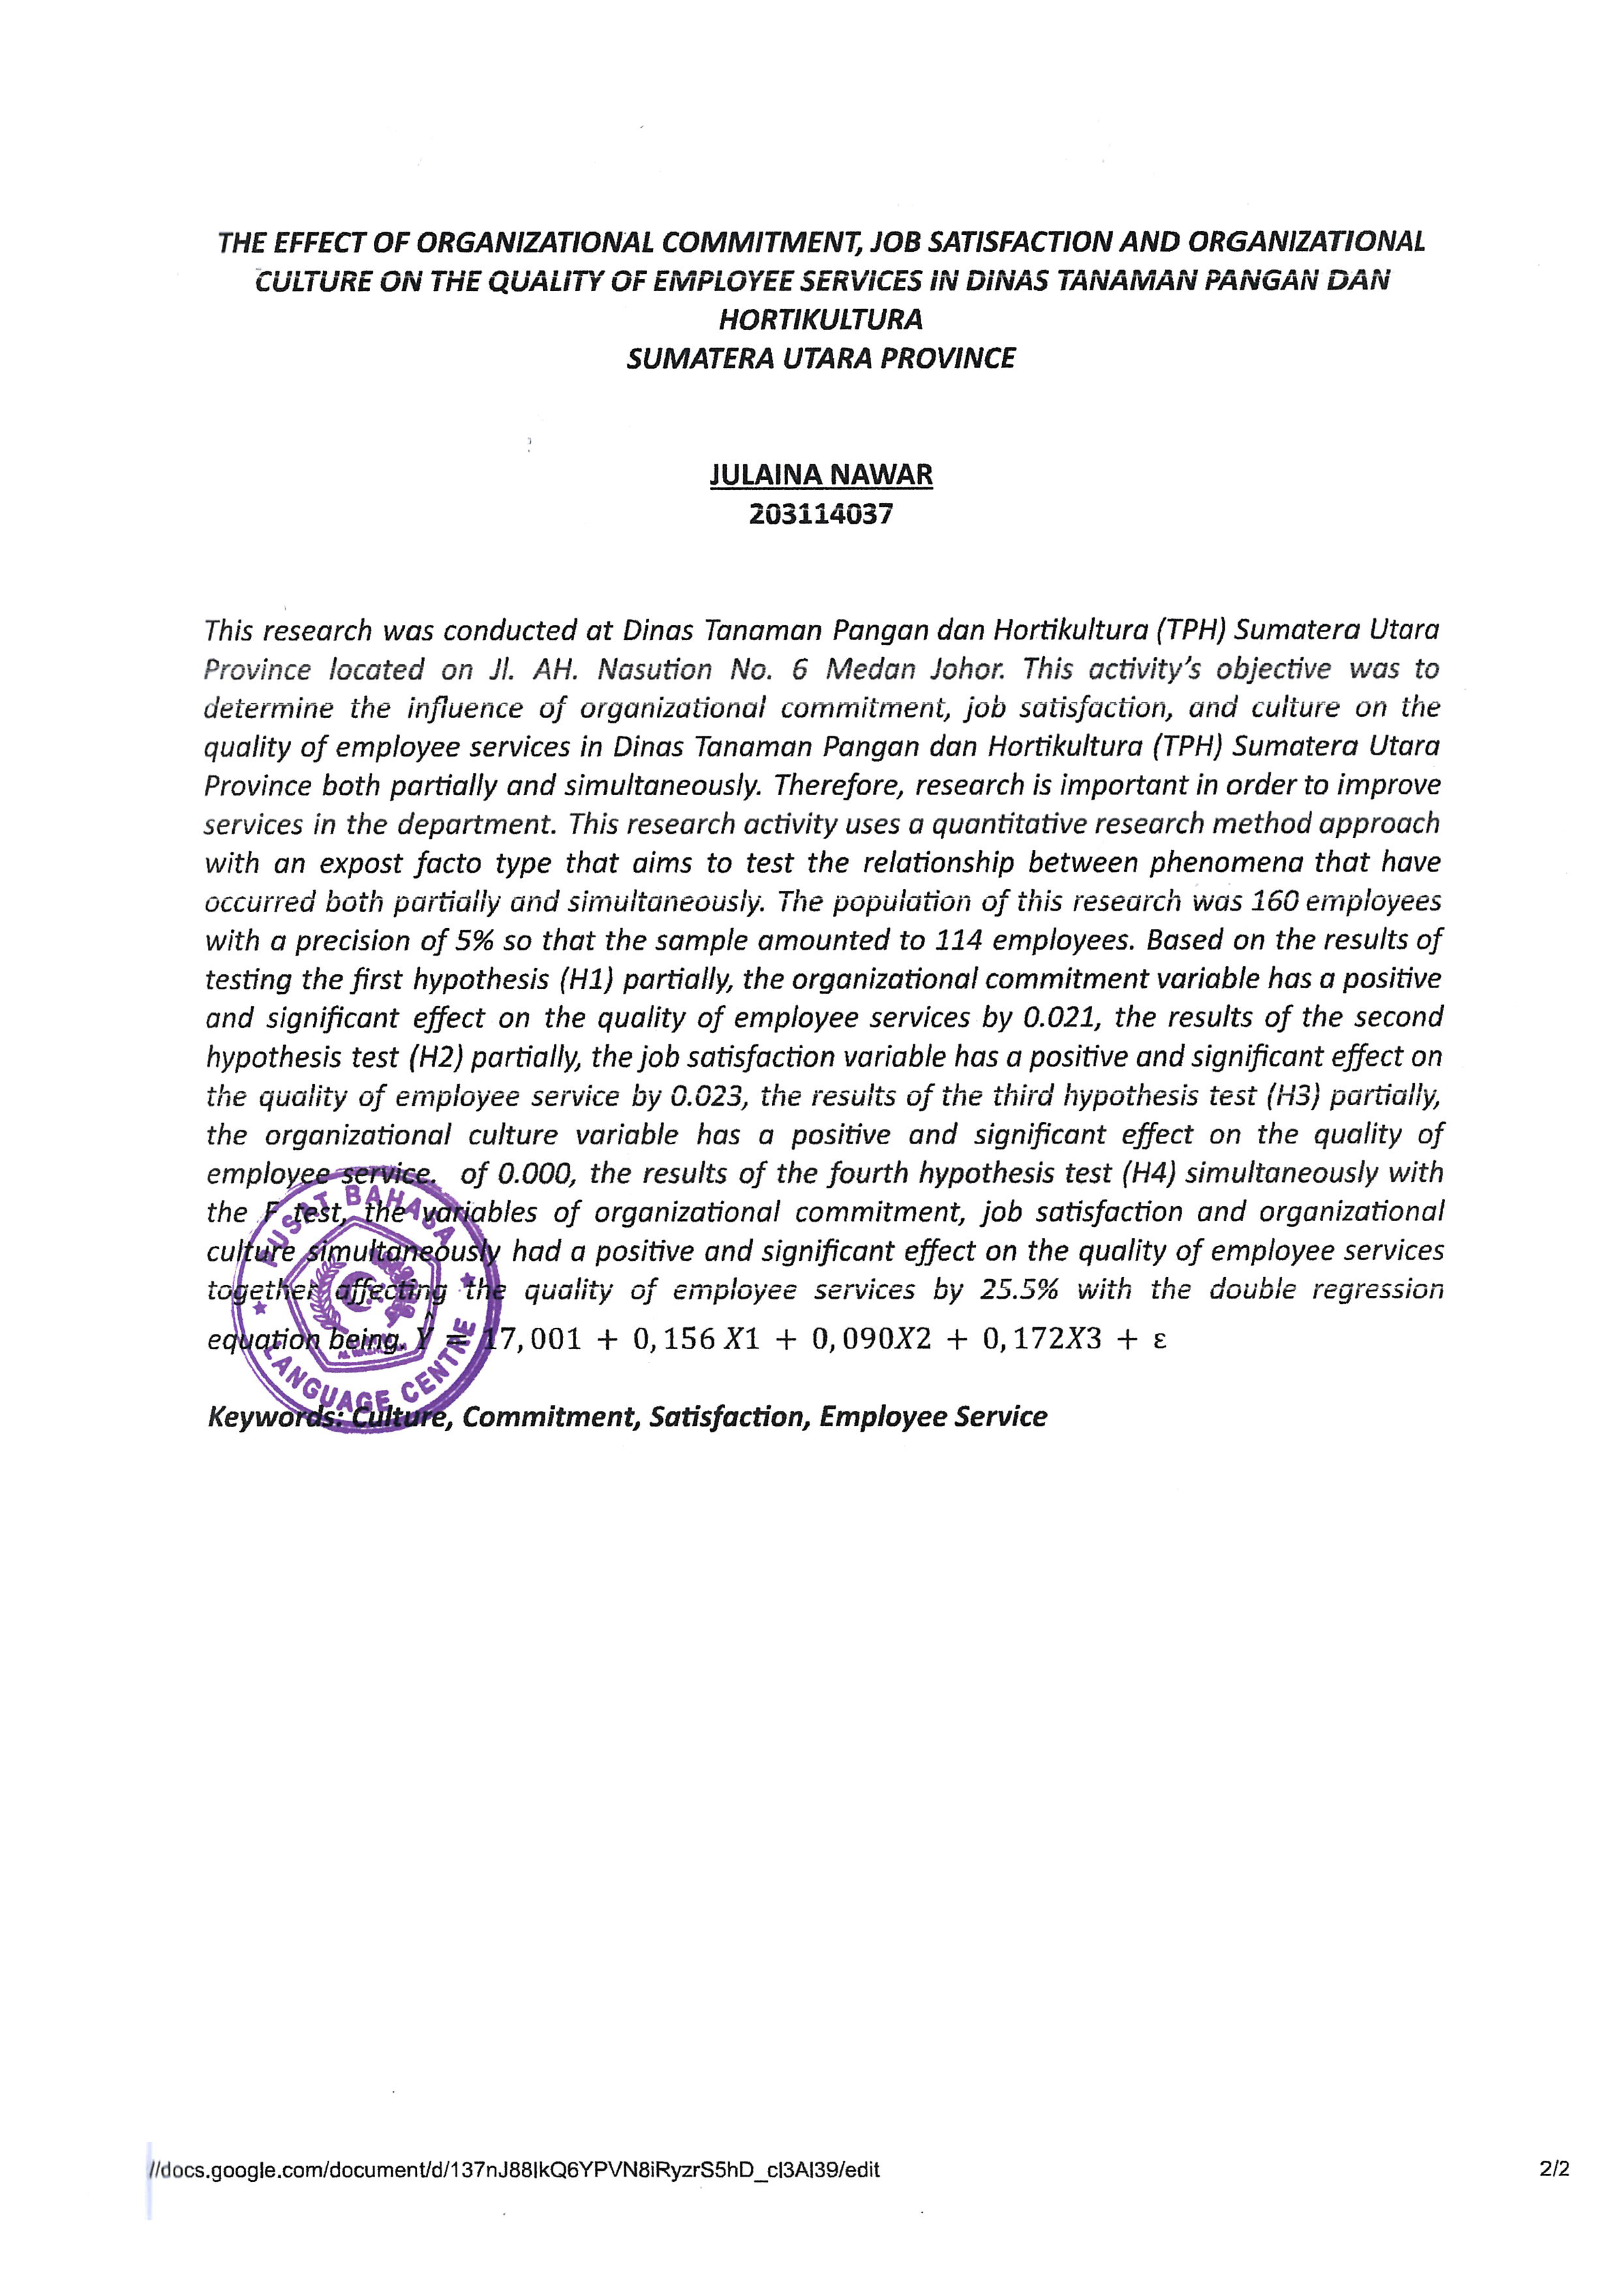 THE EFFECT OF ORGANIZATIONAL COMMITMENT, JOB SATISFACTION AND ORGANIZATIONAL
CULTURE ON THE QUALITY OF EMPLOYEE SERVICES IN DINAS TANAMAN PANGAN DAN
HORTIKULTURA
SUMATERA UTARA PROVINCE
JULAINA NAWAR
203114037
This research was conducted at Dinas Tanaman Pangan dan Hortikultura (TPH) Sumatera Utara
Province located on Jl. AH. Nasution No. 6 Medan Johor. This activity's objective was to
determine the influence of organizational commitment, job satisfaction, and culture on the
quality of employee services in Dinas Tanaman Pangan dan Hortikultura (TPH) Sumatera Utara
Province both partially and simultaneously. Therefore, research is important in order to improve
services in the department. This research activity uses a quantitative research method approach
with an expost facto type that aims to test the relationship between phenomena that have
occurred both partially and simultaneously. The population of this research was 160 employees
with a precision of 5% so that the sample amounted to 114 employees. Based on the results of
testing the first hypothesis (H1) partially, the organizational commitment variable has a positive
and significant effect on the quality of employee services by 0.021, the results of the second
hypothesis test (H2) partially, the job satisfaction variable has a positive and significant effect on
the quality of employee service by 0.023, the results of the third hypothesis test (H3) partially,
the organizational culture variable has a positive and significant effect on the quality of
employee service. of 0.000, the results of the fourth hypothesis test (H4) simultaneously with
the F test, the variables of organizational commitment, job satisfaction and organizational
culture simultaneously had a positive and significant effect on the quality of employee services
together affecting the quality of employee services by 25.5% with the double regression
equation being. Ŷ = 17,001 + 0,156 X1 + 0,090X2 + 0,172X3 + ε
PUSAT BAHASA
LANGUAGE CENTRE
Keywords: Culture, Commitment, Satisfaction, Employee Service
//docs.google.com/document/d/137nJ88lkQ6YPVN8iRyzrS5hD_cl3Al39/edit
2/2